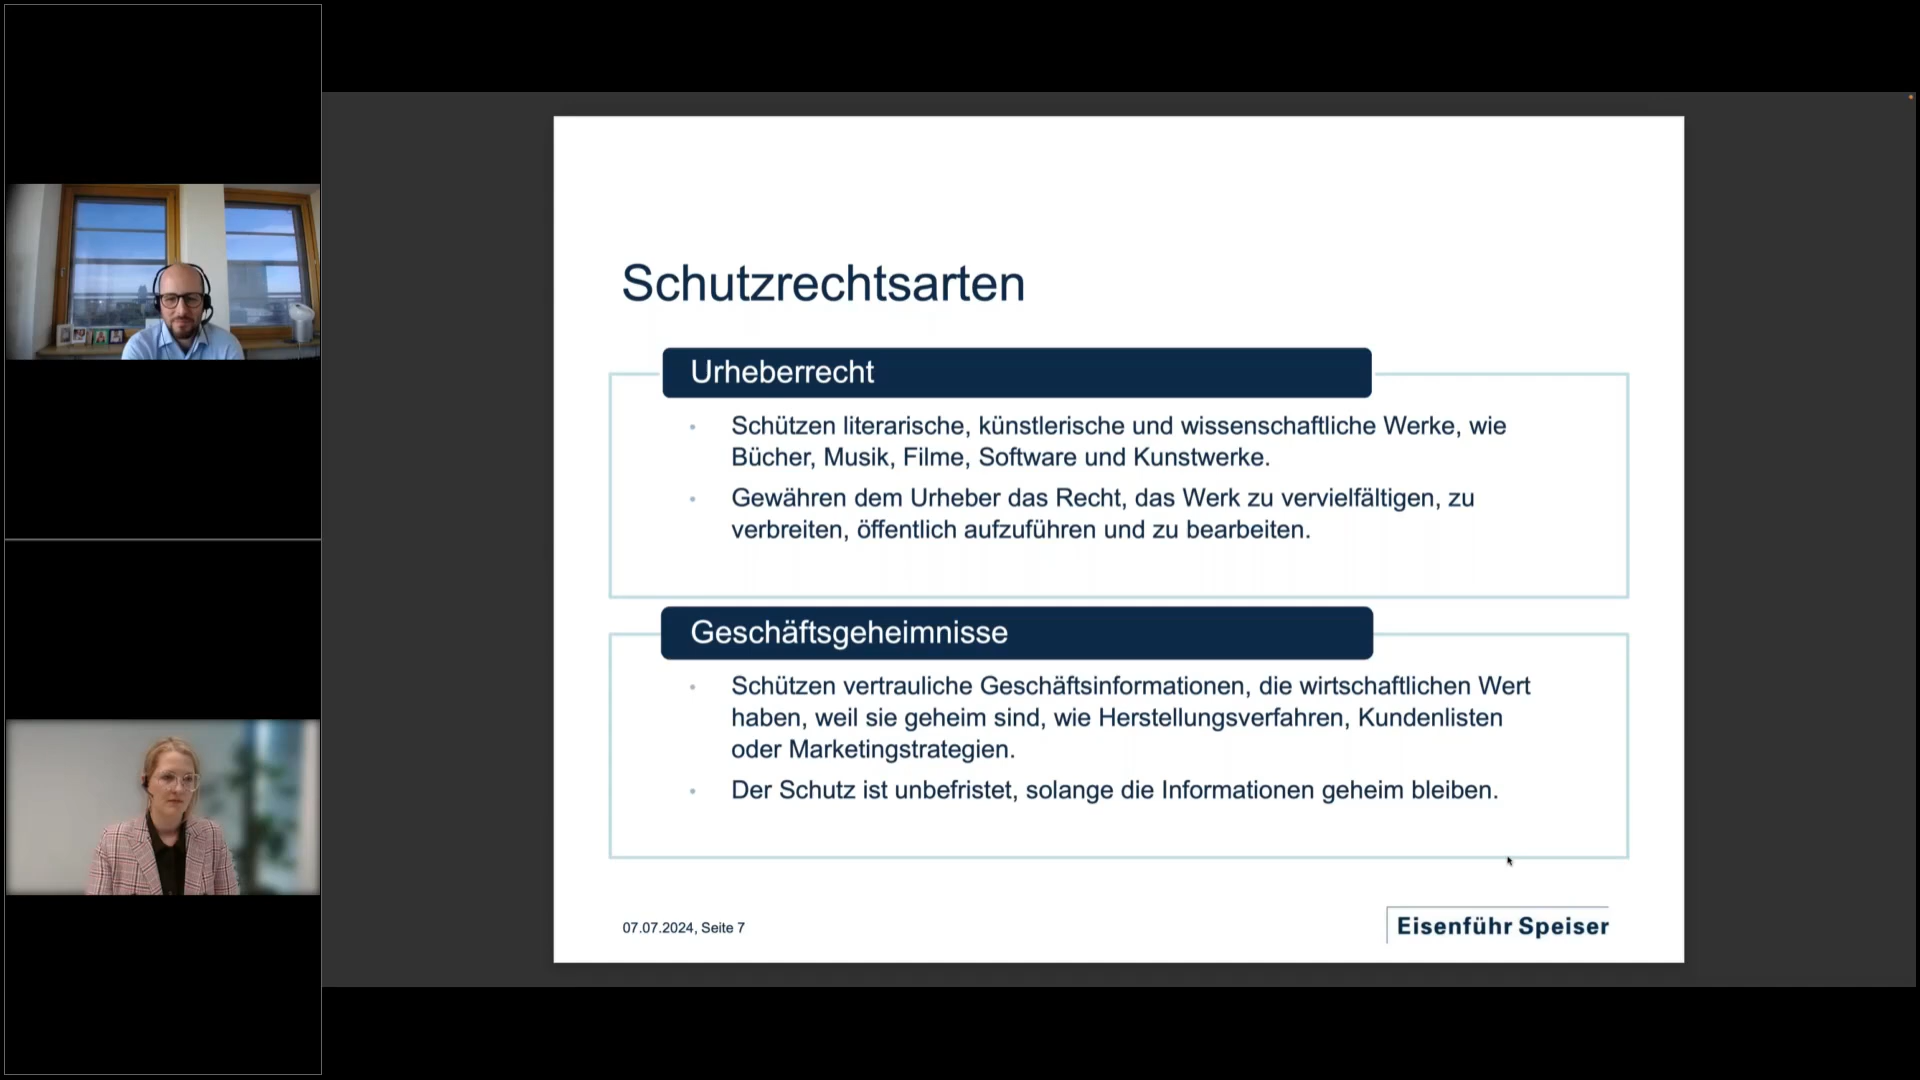 Schutzrechtsarten
Urheberrecht
• Schützen literarische, künstlerische und wissenschaftliche Werke, wie
Bücher, Musik, Filme, Software und Kunstwerke.
• Gewähren dem Urheber das Recht, das Werk zu vervielfältigen, zu
verbreiten, öffentlich aufzuführen und zu bearbeiten.
Geschäftsgeheimnisse
• Schützen vertrauliche Geschäftsinformationen, die wirtschaftlichen Wert
haben, weil sie geheim sind, wie Herstellungsverfahren, Kundenlisten
oder Marketingstrategien.
• Der Schutz ist unbefristet, solange die Informationen geheim bleiben.
07.07.2024, Seite 7
Eisenführ Speiser